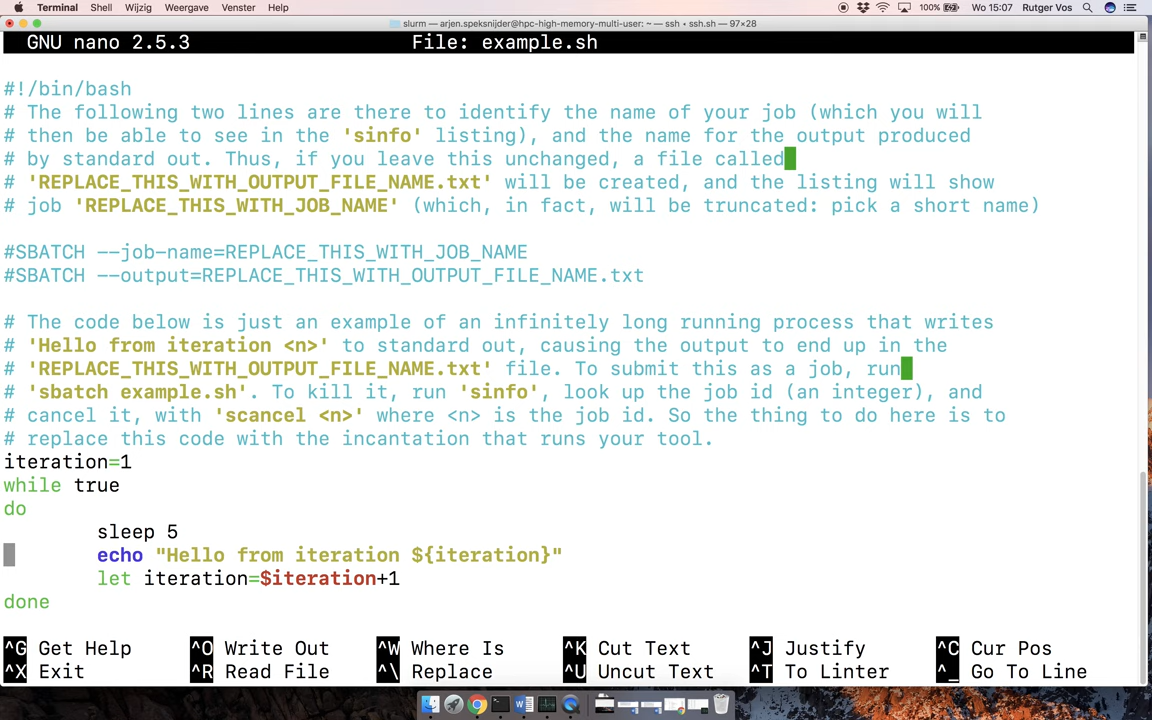 Terminal Shell Wijzig Weergave Venster Help 100% Wo 15:07 Rutger Vos
slurm — arjen.speksnijder@hpc-high-memory-multi-user: ~ — ssh • ssh.sh — 97×28
GNU nano 2.5.3 File: example.sh
#!/bin/bash
# The following two lines are there to identify the name of your job (which you will
# then be able to see in the 'sinfo' listing), and the name for the output produced
# by standard out. Thus, if you leave this unchanged, a file called
# 'REPLACE_THIS_WITH_OUTPUT_FILE_NAME.txt' will be created, and the listing will show
# job 'REPLACE_THIS_WITH_JOB_NAME' (which, in fact, will be truncated: pick a short name)
#SBATCH --job-name=REPLACE_THIS_WITH_JOB_NAME
#SBATCH --output=REPLACE_THIS_WITH_OUTPUT_FILE_NAME.txt
# The code below is just an example of an infinitely long running process that writes
# 'Hello from iteration <n>' to standard out, causing the output to end up in the
# 'REPLACE_THIS_WITH_OUTPUT_FILE_NAME.txt' file. To submit this as a job, run
# 'sbatch example.sh'. To kill it, run 'sinfo', look up the job id (an integer), and
# cancel it, with 'scancel <n>' where <n> is the job id. So the thing to do here is to
# replace this code with the incantation that runs your tool.
iteration=1
while true
do
sleep 5
echo "Hello from iteration ${iteration}"
let iteration=$iteration+1
done
^G Get Help ^O Write Out ^W Where Is ^K Cut Text ^J Justify ^C Cur Pos
^X Exit ^R Read File ^\ Replace ^U Uncut Text ^T To Linter ^_ Go To Line